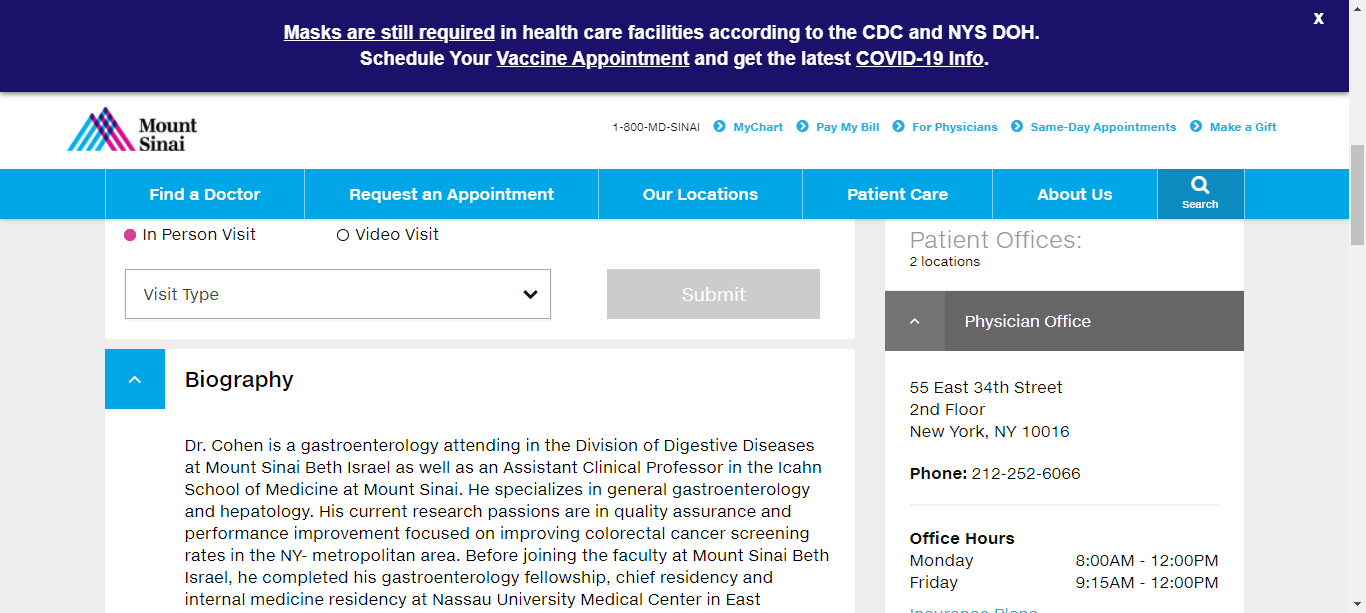 Masks are still required in health care facilities according to the CDC and NYS DOH.
Schedule Your Vaccine Appointment and get the latest COVID-19 Info.
X
Mount
Sinai
1-800-MD-SINAI
MyChart
Pay My Bill
For Physicians
Same-Day Appointments
Make a Gift
Find a Doctor
Request an Appointment
Our Locations
Patient Care
About Us
Search
In Person Visit
Video Visit
Visit Type
Submit
Biography
Dr. Cohen is a gastroenterology attending in the Division of Digestive Diseases
at Mount Sinai Beth Israel as well as an Assistant Clinical Professor in the Icahn
School of Medicine at Mount Sinai. He specializes in general gastroenterology
and hepatology. His current research passions are in quality assurance and
performance improvement focused on improving colorectal cancer screening
rates in the NY- metropolitan area. Before joining the faculty at Mount Sinai Beth
Israel, he completed his gastroenterology fellowship, chief residency and
internal medicine residency at Nassau University Medical Center in East
Patient Offices:
2 locations
Physician Office
55 East 34th Street
2nd Floor
New York, NY 10016
Phone: 212-252-6066
Office Hours
Monday 8:00AM - 12:00PM
Friday 9:15AM - 12:00PM
Insurance Plans